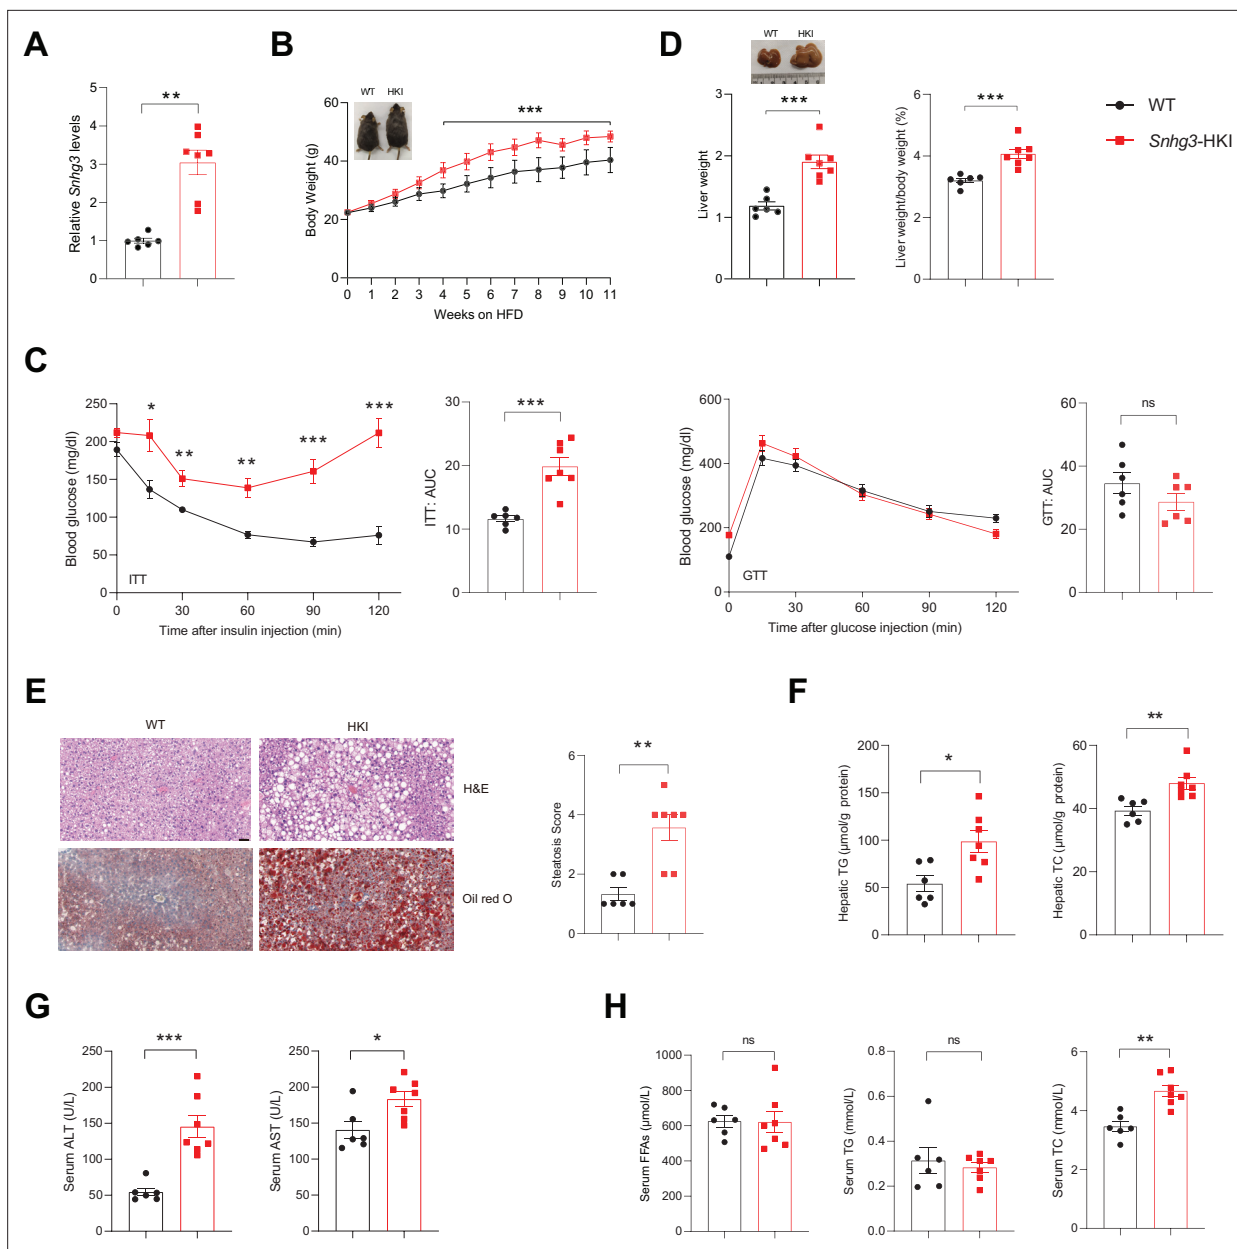 A
Relative Snhg3 levels
5
4
3
2
1
0
**
B
WT HKI
***
Body Weight (g)
60
40
20
0
0 1 2 3 4 5 6 7 8 9 10 11
Weeks on HFD
D
WT HKI
***
Liver weight
3
2
1
0
***
Liver weight/body weight (%)
6
4
2
0
WT
Snhg3-HKI
C
Blood glucose (mg/dl)
250
200
150
100
50
0
* ** ** *** ***
ITT
0 30 60 90 120
Time after insulin injection (min)
***
ITT: AUC
30
20
10
0
Blood glucose (mg/dl)
600
400
200
0
GTT
0 30 60 90 120
Time after glucose injection (min)
ns
GTT: AUC
60
40
20
0
E
WT HKI
H&E
Oil red O
**
Steatosis Score
6
4
2
0
F
*
Hepatic TG (μmol/g protein)
200
150
100
50
0
**
Hepatic TC (μmol/g protein)
60
40
20
0
G
***
Serum ALT (U/L)
250
200
150
100
50
0
*
Serum AST (U/L)
250
200
150
100
50
0
H
ns
Serum FFAs (μmol/L)
1000
800
600
400
200
0
ns
Serum TG (mmol/L)
0.8
0.6
0.4
0.2
0.0
**
Serum TC (mmol/L)
6
4
2
0